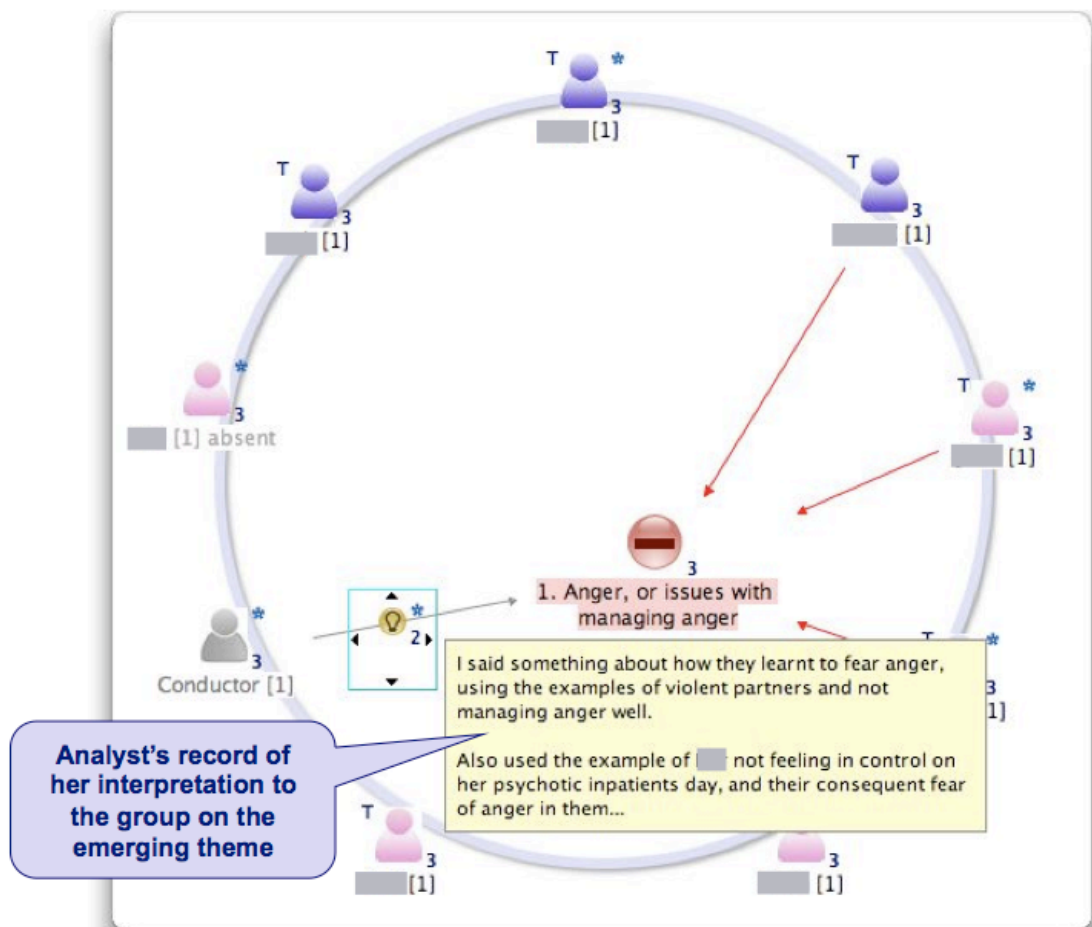 T *
3
[1]
T
3
[1]
T
3
[1]
*
3
[1] absent
T *
3
[1]
3
1. Anger, or issues with
managing anger
*
2
*
3
Conductor [1]
T *
3
1]
I said something about how they learnt to fear anger,
using the examples of violent partners and not
managing anger well.
Also used the example of not feeling in control on
her psychotic inpatients day, and their consequent fear
of anger in them...
Analyst's record of
her interpretation to
the group on the
emerging theme
T
3
[1]
3
[1]